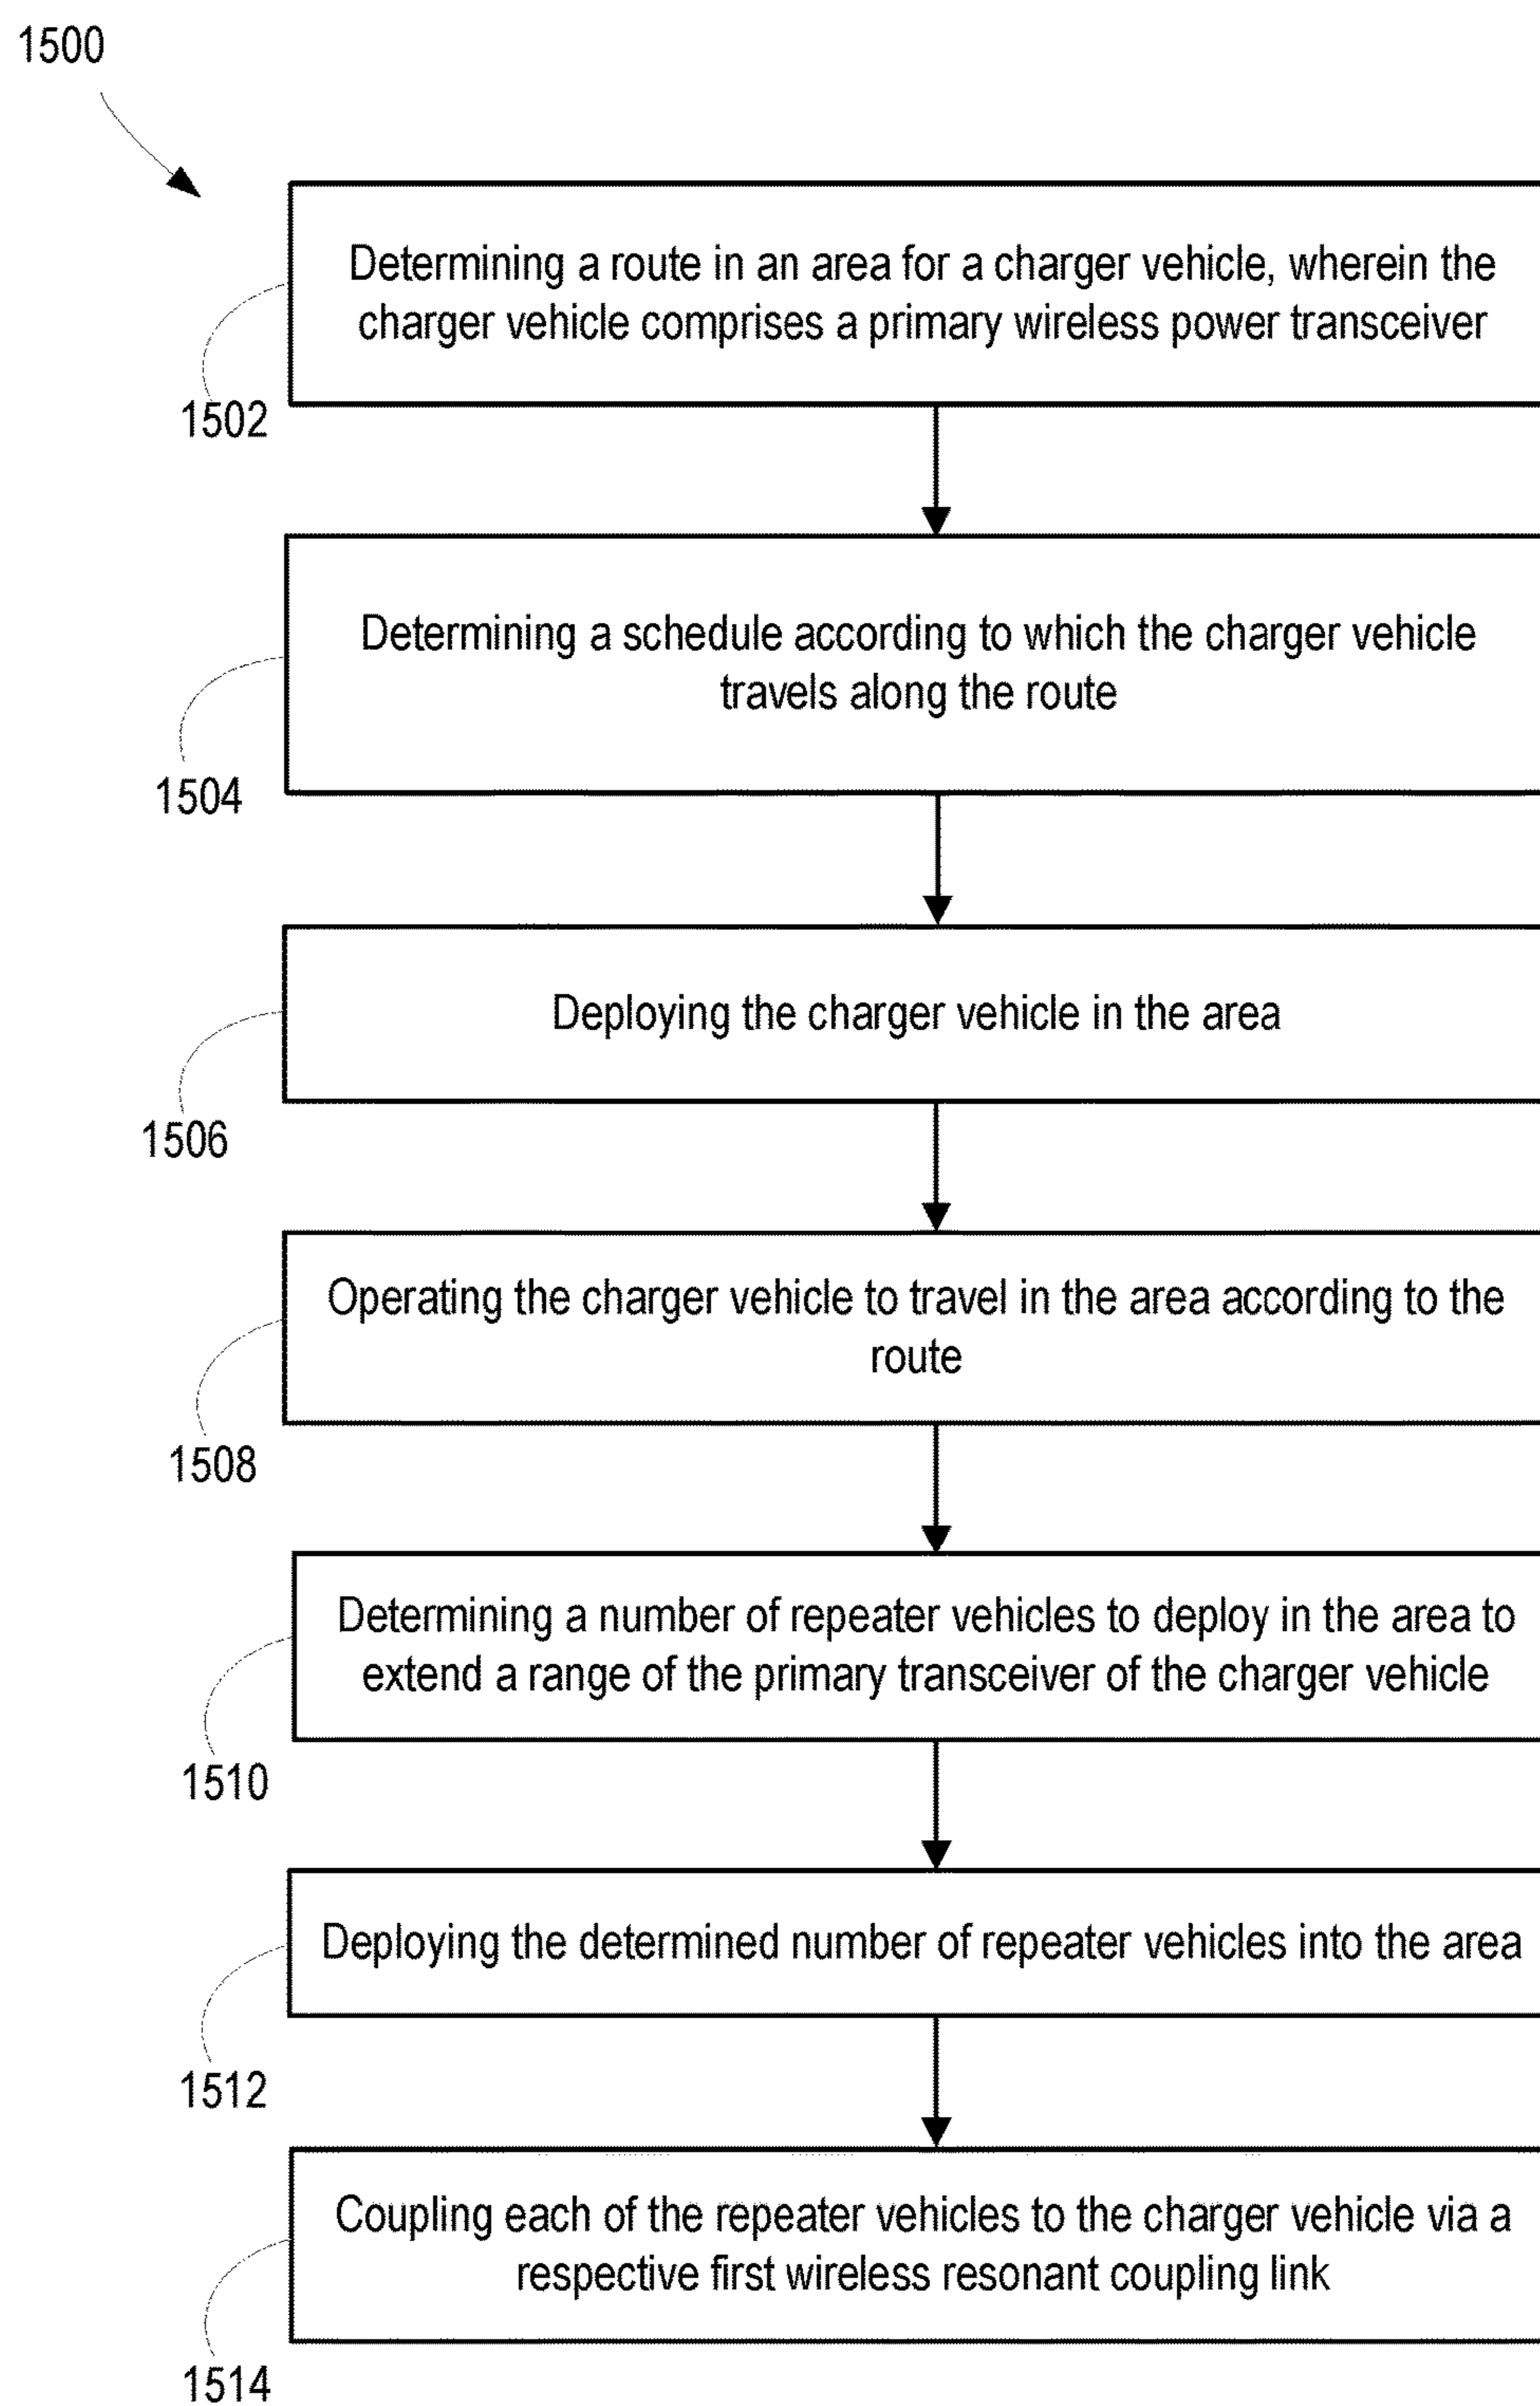 1500
Determining a route in an area for a charger vehicle, wherein the
charger vehicle comprises a primary wireless power transceiver
1502
Determining a schedule according to which the charger vehicle
travels along the route
1504
Deploying the charger vehicle in the area
1506
Operating the charger vehicle to travel in the area according to the
route
1508
Determining a number of repeater vehicles to deploy in the area to
extend a range of the primary transceiver of the charger vehicle
1510
Deploying the determined number of repeater vehicles into the area
1512
Coupling each of the repeater vehicles to the charger vehicle via a
respective first wireless resonant coupling link
1514